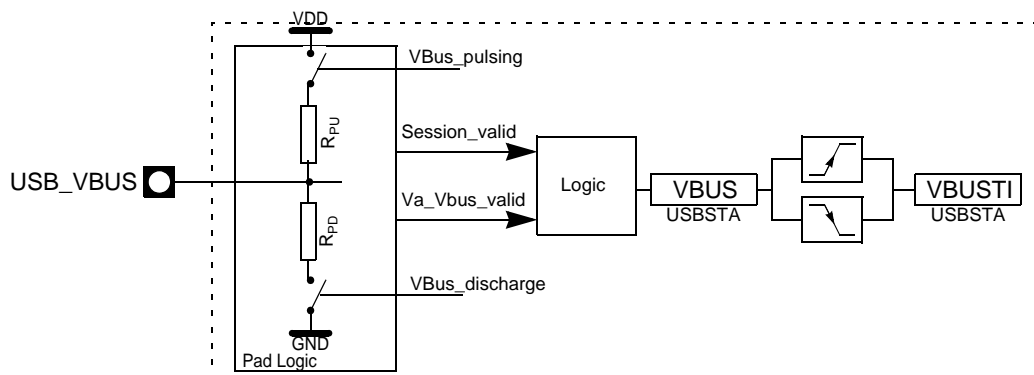 VDD
VBus_pulsing
RPU
Session_valid
USB_VBUS
Logic
VBUS
USBSTA
VBUSTI
USBSTA
Va_Vbus_valid
RPD
VBus_discharge
GND
Pad Logic